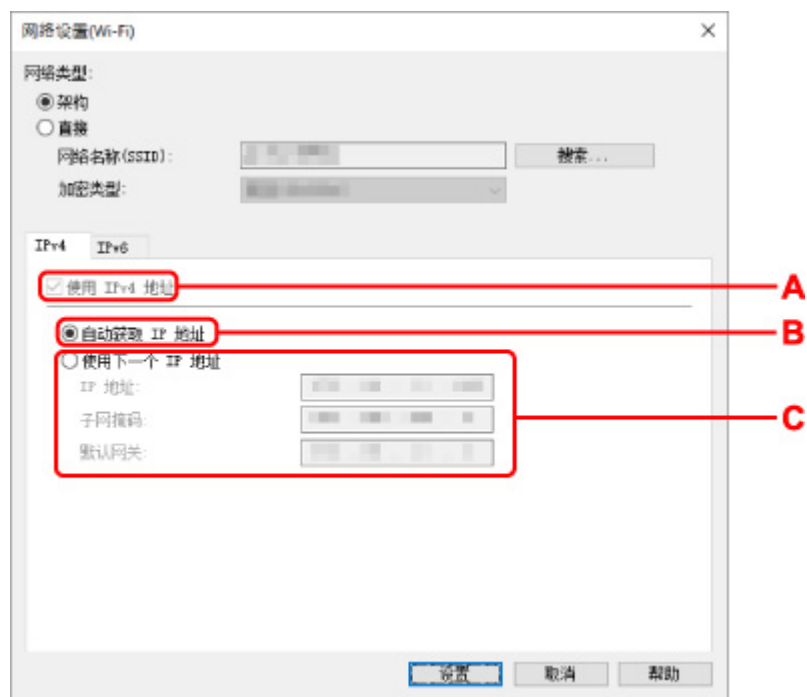 网络设置(Wi-Fi)
网络类型:
架构
直接
网络名称(SSID):
搜索...
加密类型:
IPv4 IPv6
使用 IPv4 地址
A
自动获取 IP 地址
B
使用下一个 IP 地址
IP 地址:
子网掩码:
C
默认网关:
设置 取消 帮助